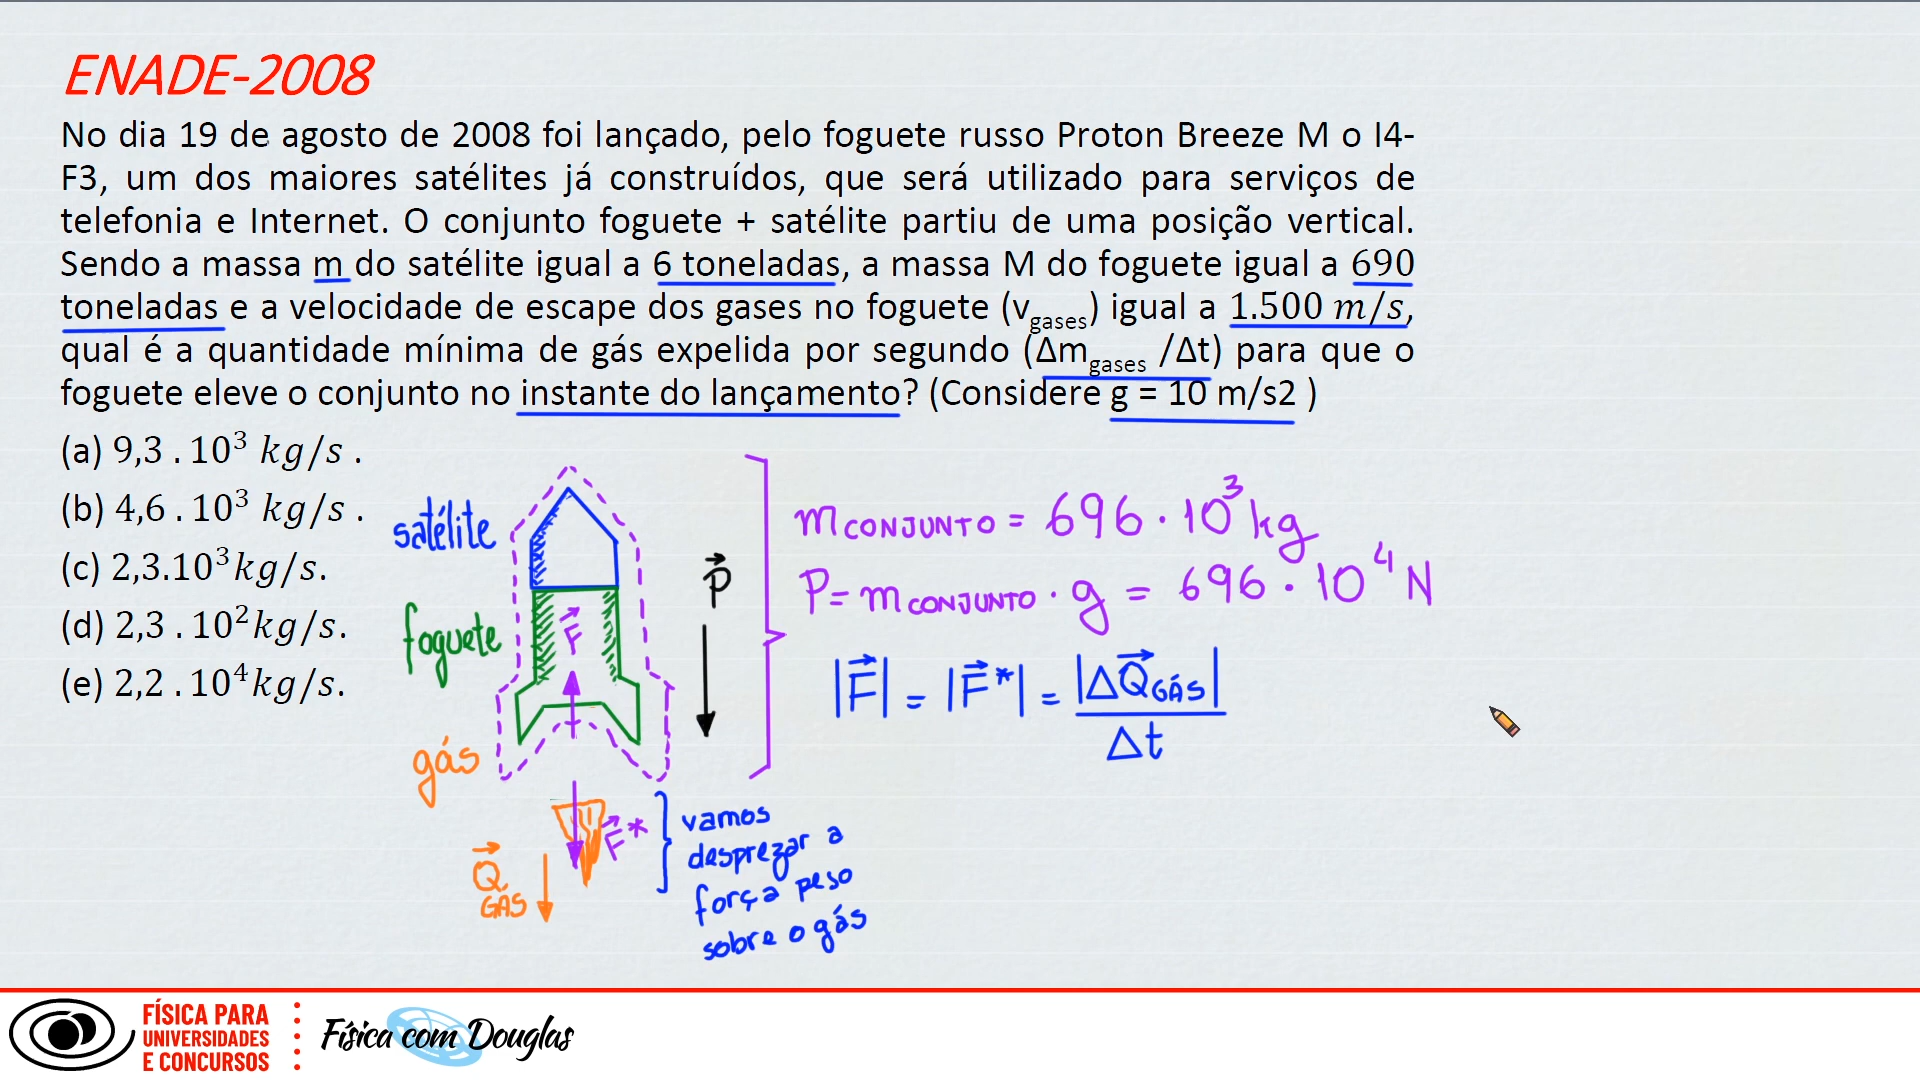 ENADE-2008
No dia 19 de agosto de 2008 foi lançado, pelo foguete russo Proton Breeze M o I4-
F3, um dos maiores satélites já construídos, que será utilizado para serviços de
telefonia e Internet. O conjunto foguete + satélite partiu de uma posição vertical.
Sendo a massa m do satélite igual a 6 toneladas, a massa M do foguete igual a 690
toneladas e a velocidade de escape dos gases no foguete (v_gases) igual a 1.500 m/s,
qual é a quantidade mínima de gás expelida por segundo (Δm_gases /Δt) para que o
foguete eleve o conjunto no instante do lançamento? (Considere g = 10 m/s2 )
(a) 9,3 . 10³ kg/s .
(b) 4,6 . 10³ kg/s .
(c) 2,3.10³kg/s.
(d) 2,3 . 10²kg/s.
(e) 2,2 . 10⁴kg/s.
satélite
foguete
F⃗
gás
F⃗*
Q⃗
GÁS
P⃗
vamos
desprezar a
força peso
sobre o gás
m CONJUNTO = 696 · 10³ kg
P = m CONJUNTO · g = 696 · 10⁴ N
|F⃗| = |F⃗*| = |ΔQ⃗ GÁS|
Δt
FÍSICA PARA
UNIVERSIDADES
E CONCURSOS
Física com Douglas